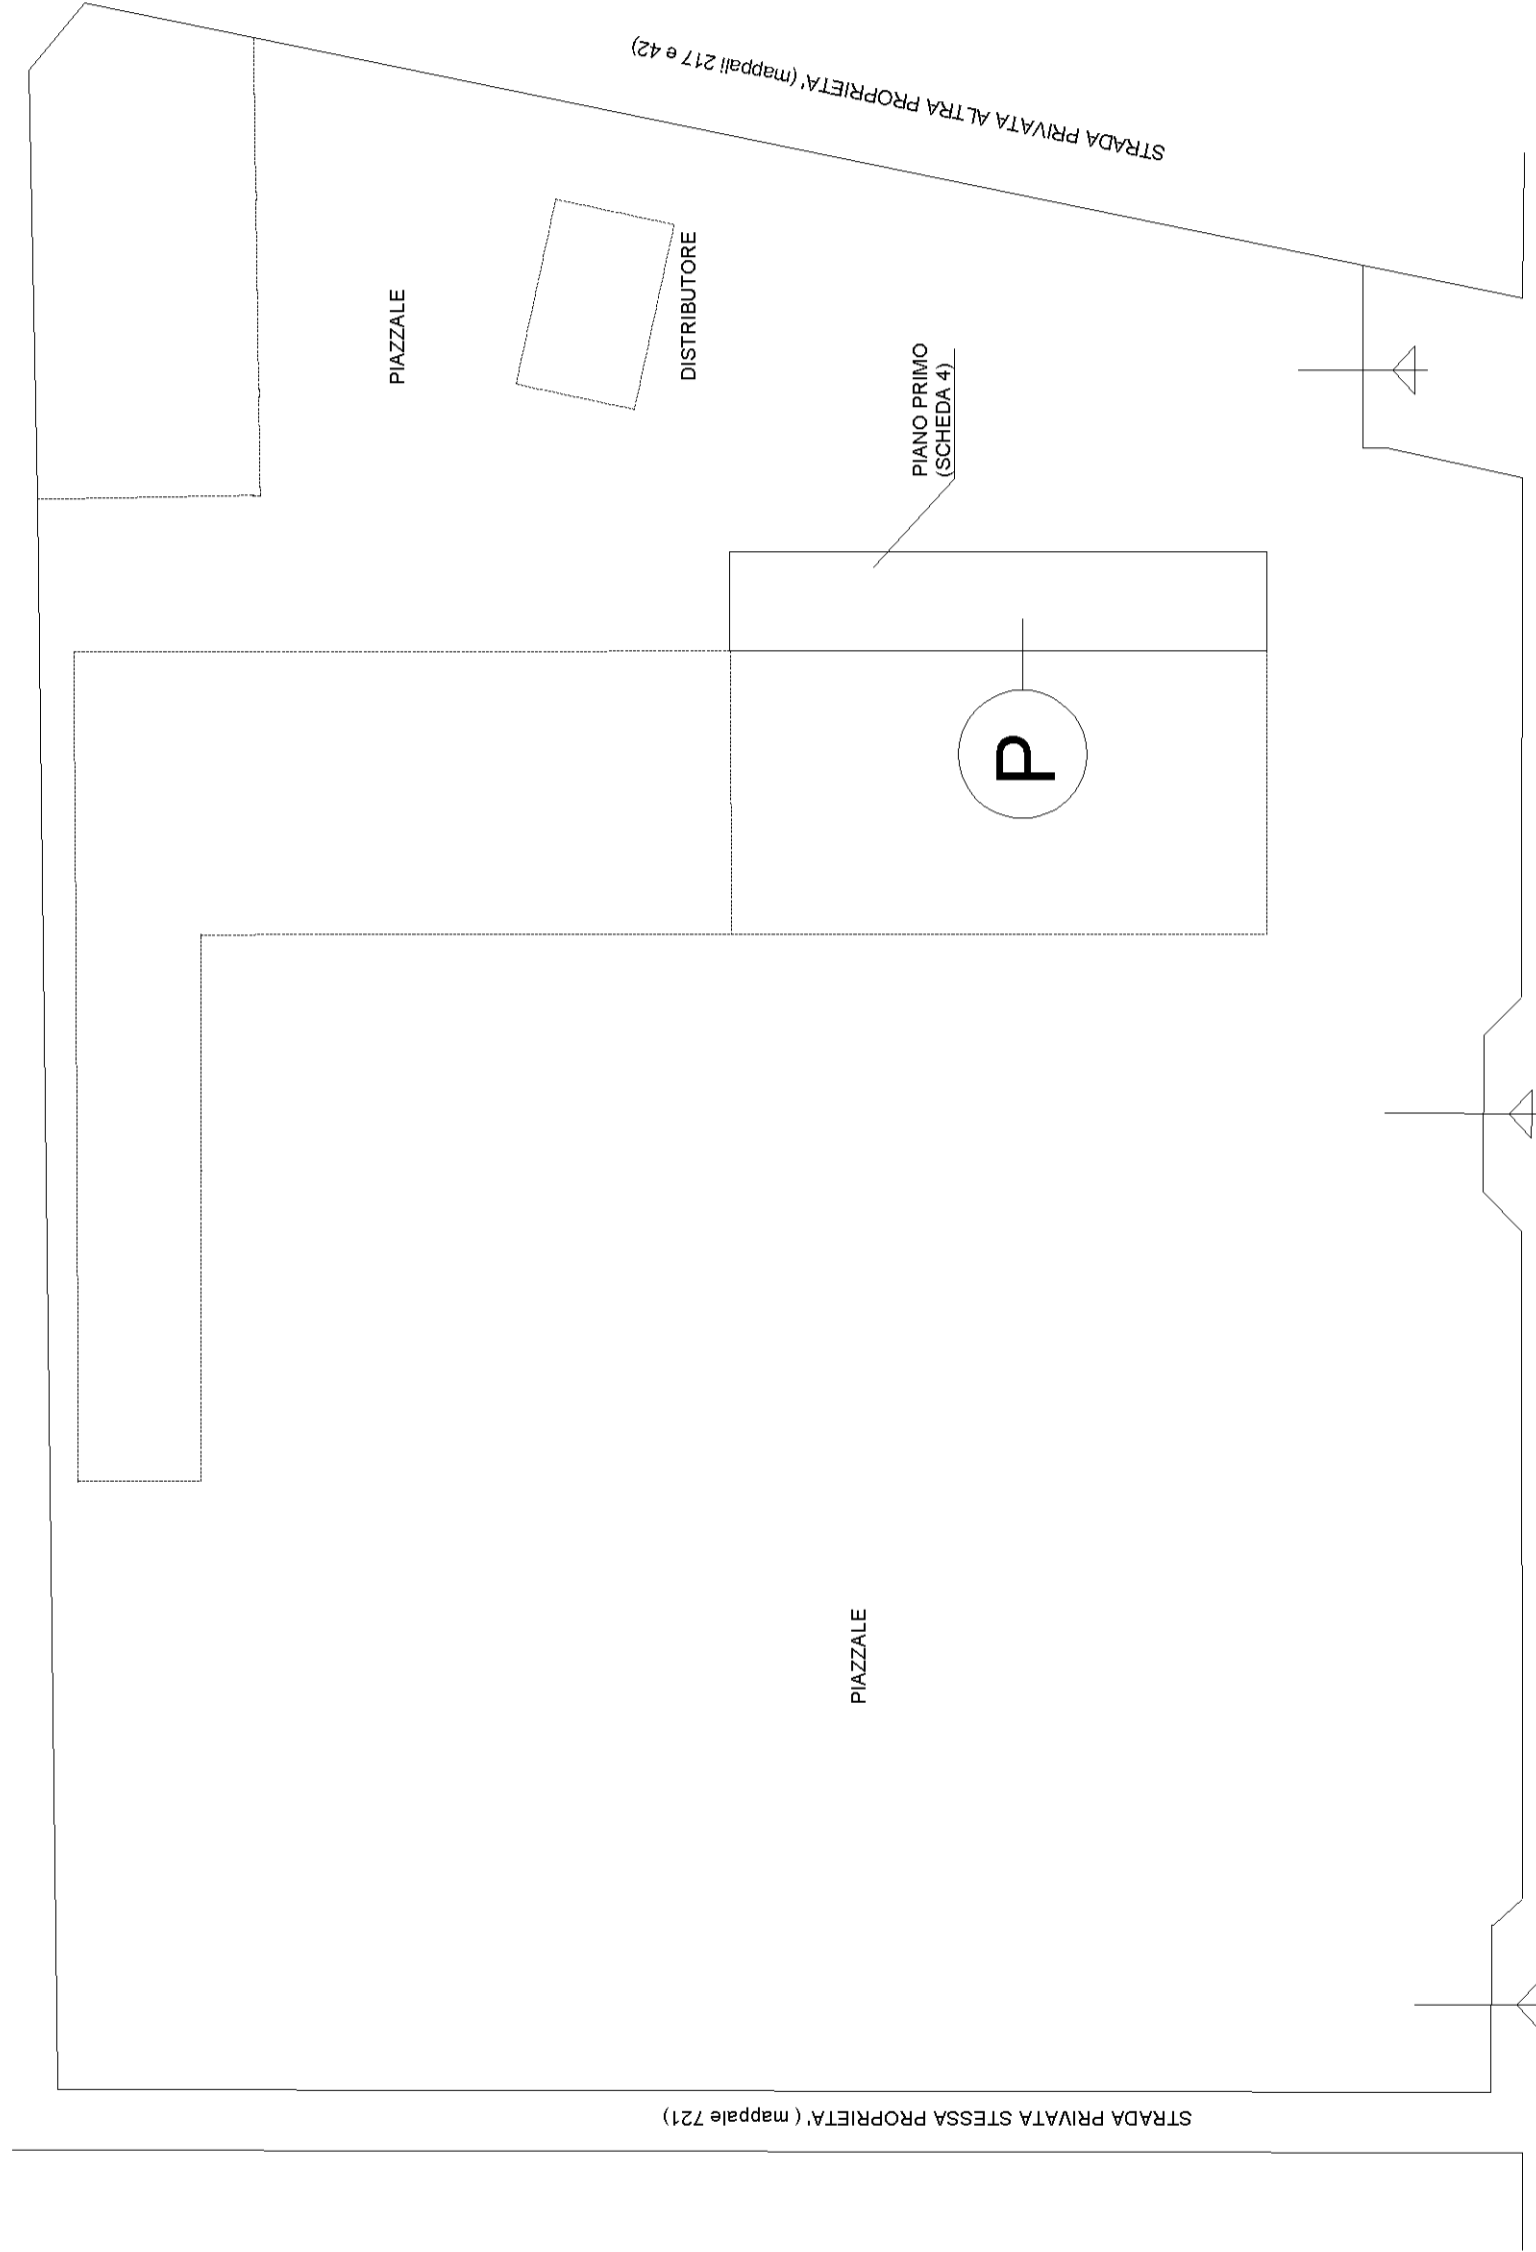 STRADA PRIVATA ALTRA PROPRIETA' (mappali 217 e 42)
PIAZZALE
DISTRIBUTORE
PIANO PRIMO
(SCHEDA 4)
P
PIAZZALE
STRADA PRIVATA STESSA PROPRIETA' ( mappale 721)